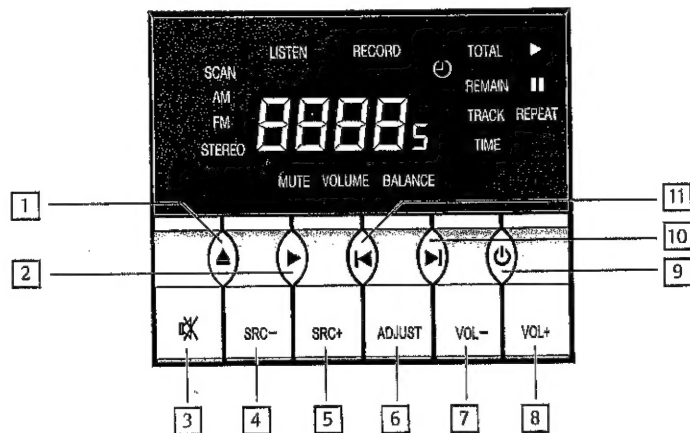 LISTEN RECORD TOTAL
SCAN
REMAIN
AM
TRACK REPEAT
FM
8888s
TIME
STEREO
MUTE VOLUME BALANCE
1
11
10
2
9
SRC− SRC+ ADJUST VOL− VOL+
3 4 5 6 7 8